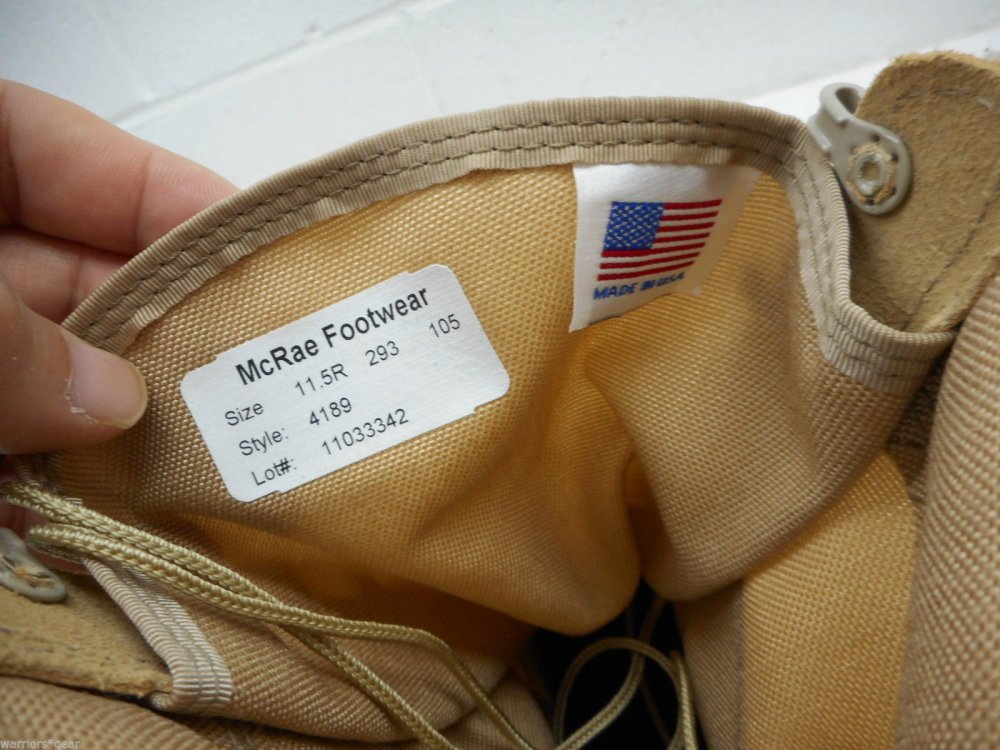 McRae Footwear
Size 11.5R 293 105
Style: 4189
Lot#: 11033342
MADE IN USA
warriors*gear